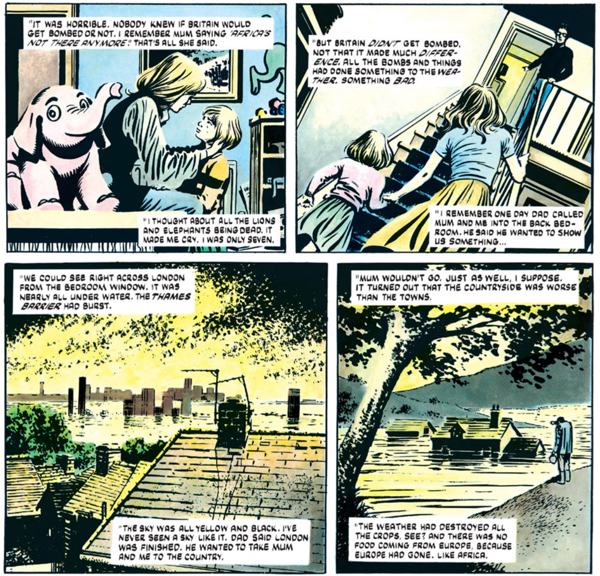 "IT WAS HORRIBLE. NOBODY KNEW IF BRITAIN WOULD
GET BOMBED OR NOT. I REMEMBER MUM SAYING 'AFRICA'S
NOT THERE ANYMORE.' THAT'S ALL SHE SAID.
"I THOUGHT ABOUT ALL THE LIONS
AND ELEPHANTS BEING DEAD. IT
MADE ME CRY. I WAS ONLY SEVEN.
"BUT BRITAIN DIDN'T GET BOMBED.
NOT THAT IT MADE MUCH DIFFER-
ENCE. ALL THE BOMBS AND THINGS
HAD DONE SOMETHING TO THE WEA-
THER. SOMETHING BAD.
"I REMEMBER ONE DAY DAD CALLED
MUM AND ME INTO THE BACK BED-
ROOM. HE SAID HE WANTED TO SHOW
US SOMETHING...
"WE COULD SEE RIGHT ACROSS LONDON
FROM THE BEDROOM WINDOW. IT WAS
NEARLY ALL UNDER WATER. THE THAMES
BARRIER HAD BURST.
"THE SKY WAS ALL YELLOW AND BLACK. I'VE
NEVER SEEN A SKY LIKE IT. DAD SAID LONDON
WAS FINISHED. HE WANTED TO TAKE MUM
AND ME TO THE COUNTRY.
"MUM WOULDN'T GO. JUST AS WELL, I SUPPOSE.
IT TURNED OUT THAT THE COUNTRYSIDE WAS WORSE
THAN THE TOWNS.
"THE WEATHER HAD DESTROYED ALL
THE CROPS, SEE? AND THERE WAS NO
FOOD COMING FROM EUROPE, BECAUSE
EUROPE HAD GONE. LIKE AFRICA.